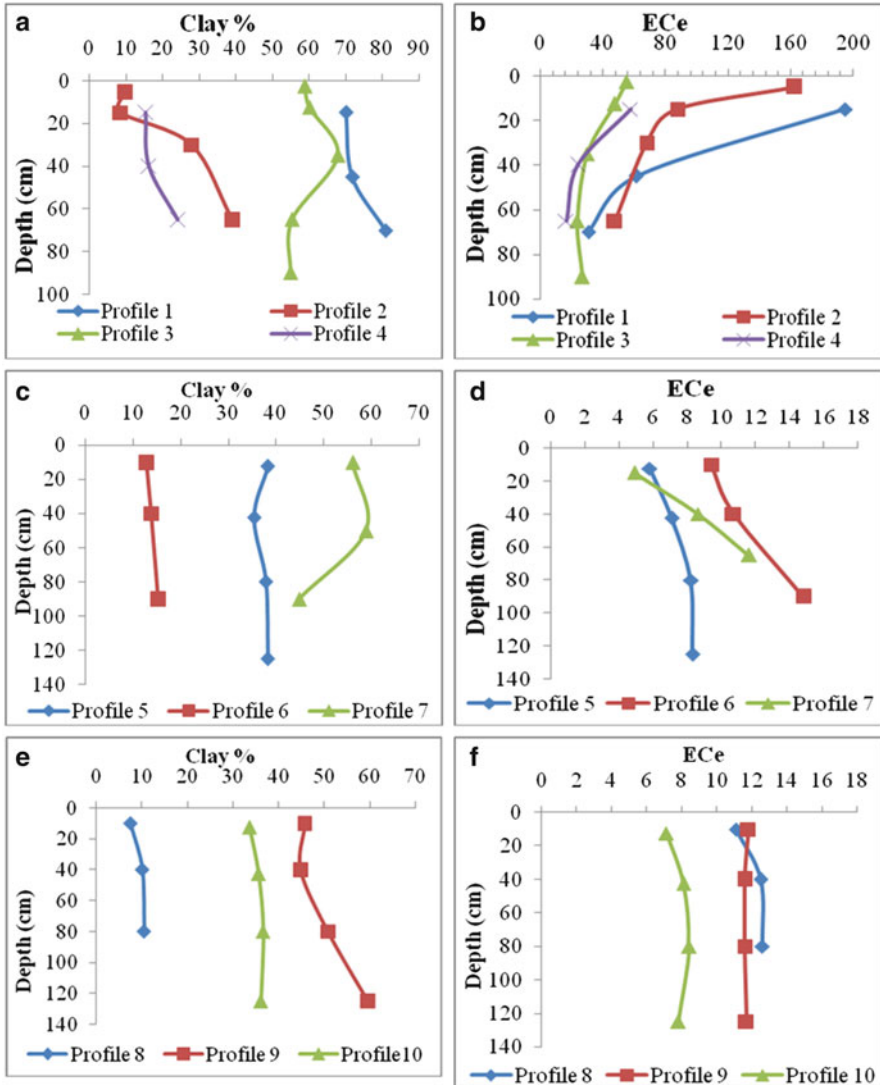 a
Clay %
0 10 20 30 40 50 60 70 80 90
0
20
40
60
80
100
Depth (cm)
Profile 1
Profile 2
Profile 3
Profile 4
b
ECe
0 40 80 120 160 200
0
20
40
60
80
100
Depth (cm)
Profile 1
Profile 2
Profile 3
Profile 4
c
Clay %
0 10 20 30 40 50 60 70
0
20
40
60
80
100
120
140
Depth (cm)
Profile 5
Profile 6
Profile 7
d
ECe
0 2 4 6 8 10 12 14 16 18
0
20
40
60
80
100
120
140
Depth (cm)
Profile 5
Profile 6
Profile 7
e
Clay %
0 10 20 30 40 50 60 70
0
20
40
60
80
100
120
140
Depth (cm)
Profile 8
Profile 9
Profile10
f
ECe
0 2 4 6 8 10 12 14 16 18
0
20
40
60
80
100
120
140
Depth (cm)
Profile 8
Profile 9
Profile 10